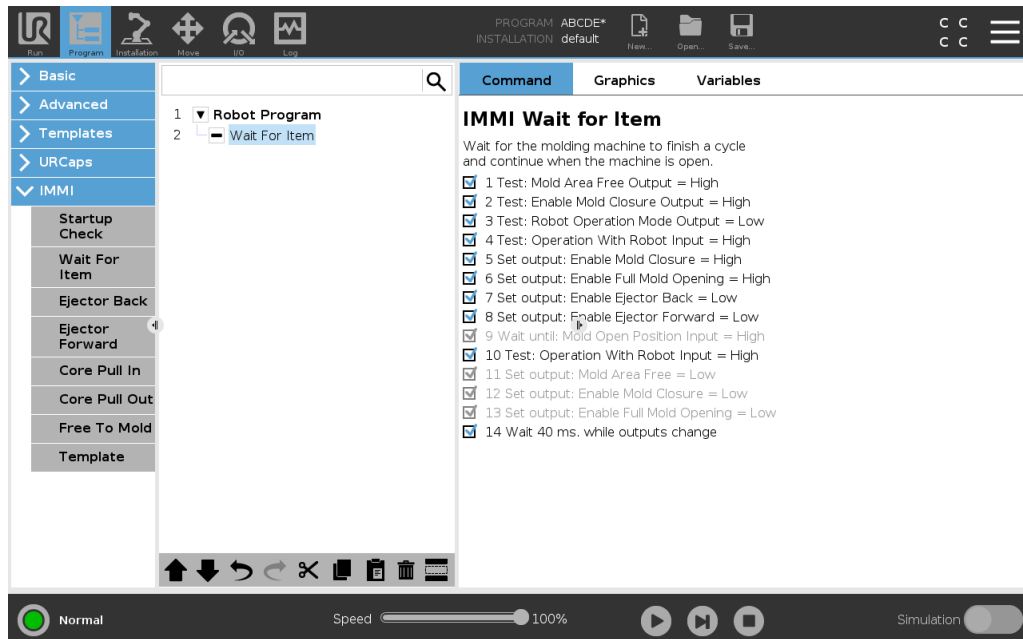 UR
Run
Program
Installation
Move
I/O
Log
PROGRAM ABCDE*
INSTALLATION default
New...
Open...
Save...
C C
C C
Basic
Advanced
Templates
URCaps
IMMI
Startup
Check
Wait For
Item
Ejector Back
Ejector
Forward
Core Pull In
Core Pull Out
Free To Mold
Template
1 Robot Program
2 Wait For Item
Command Graphics Variables
IMMI Wait for Item
Wait for the molding machine to finish a cycle
and continue when the machine is open.
1 Test: Mold Area Free Output = High
2 Test: Enable Mold Closure Output = High
3 Test: Robot Operation Mode Output = Low
4 Test: Operation With Robot Input = High
5 Set output: Enable Mold Closure = High
6 Set output: Enable Full Mold Opening = High
7 Set output: Enable Ejector Back = Low
8 Set output: Enable Ejector Forward = Low
9 Wait until: Mold Open Position Input = High
10 Test: Operation With Robot Input = High
11 Set output: Mold Area Free = Low
12 Set output: Enable Mold Closure = Low
13 Set output: Enable Full Mold Opening = Low
14 Wait 40 ms. while outputs change
Normal
Speed 100%
Simulation